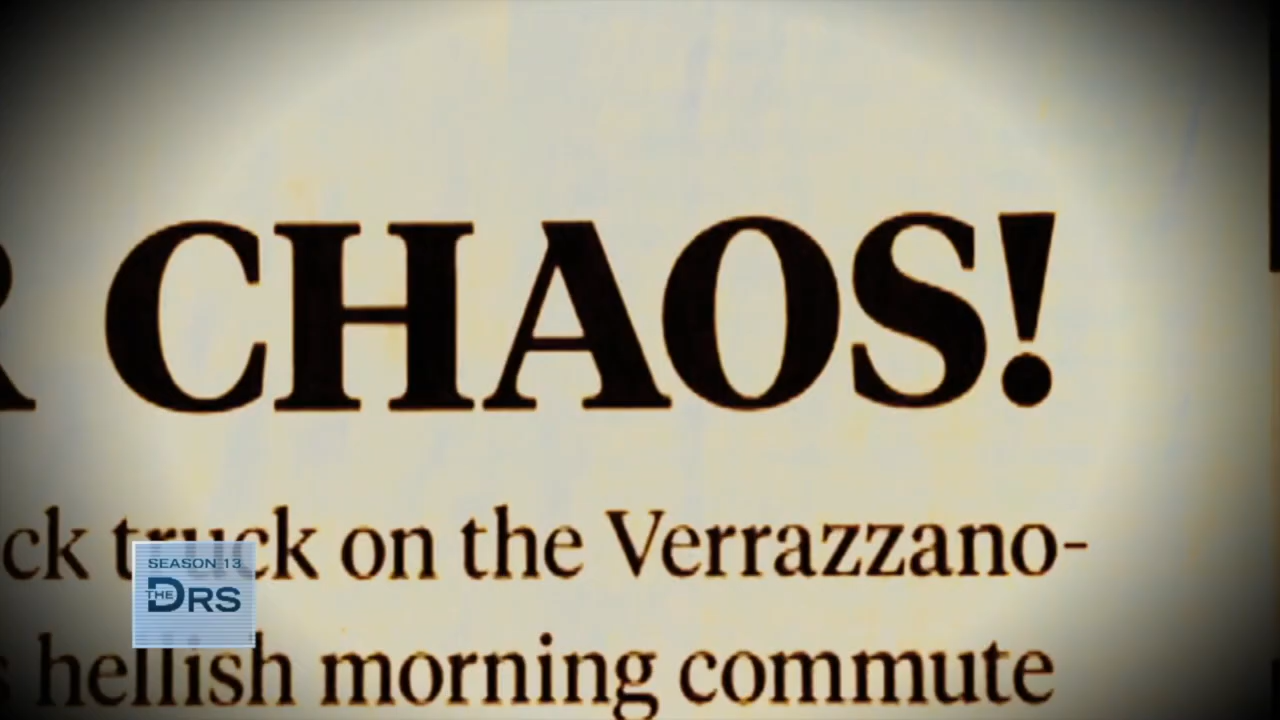 R CHAOS!
ck truck on the Verrazzano-
s hellish morning commute
SEASON 13
THE DRS